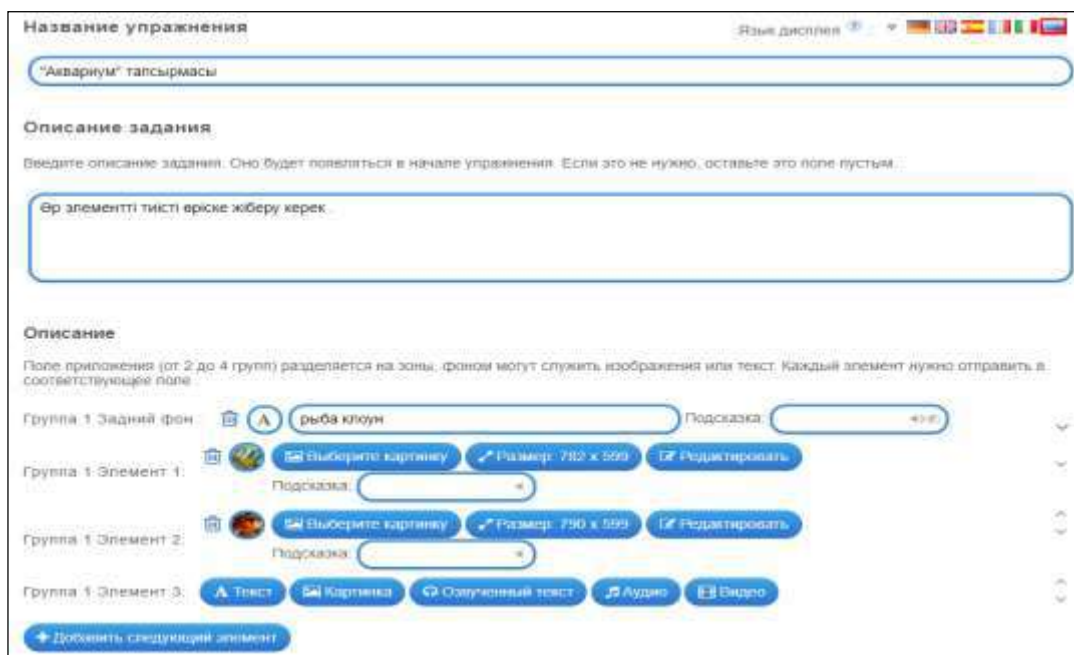 Название упражнения
Язык дисплея
"Аквариум" тапсырмасы
Описание задания
Введите описание задания. Оно будет появляться в начале упражнения. Если это не нужно, оставьте это поле пустым.
Әр элементті тиісті өріске жіберу керек
Описание
Поле приложения (от 2 до 4 групп) разделяется на зоны, фоном могут служить изображения или текст. Каждый элемент нужно отправить в
соответствующее поле
Группа 1 Задний фон: A рыба клоун Подсказка:
Группа 1 Элемент 1: Выберите картинку Размер: 782 x 599 Редактировать
Подсказка:
Группа 1 Элемент 2: Выберите картинку Размер: 790 x 599 Редактировать
Подсказка:
Группа 1 Элемент 3: A Текст Картинка Озвученный текст Аудио Видео
+ Добавить следующий элемент